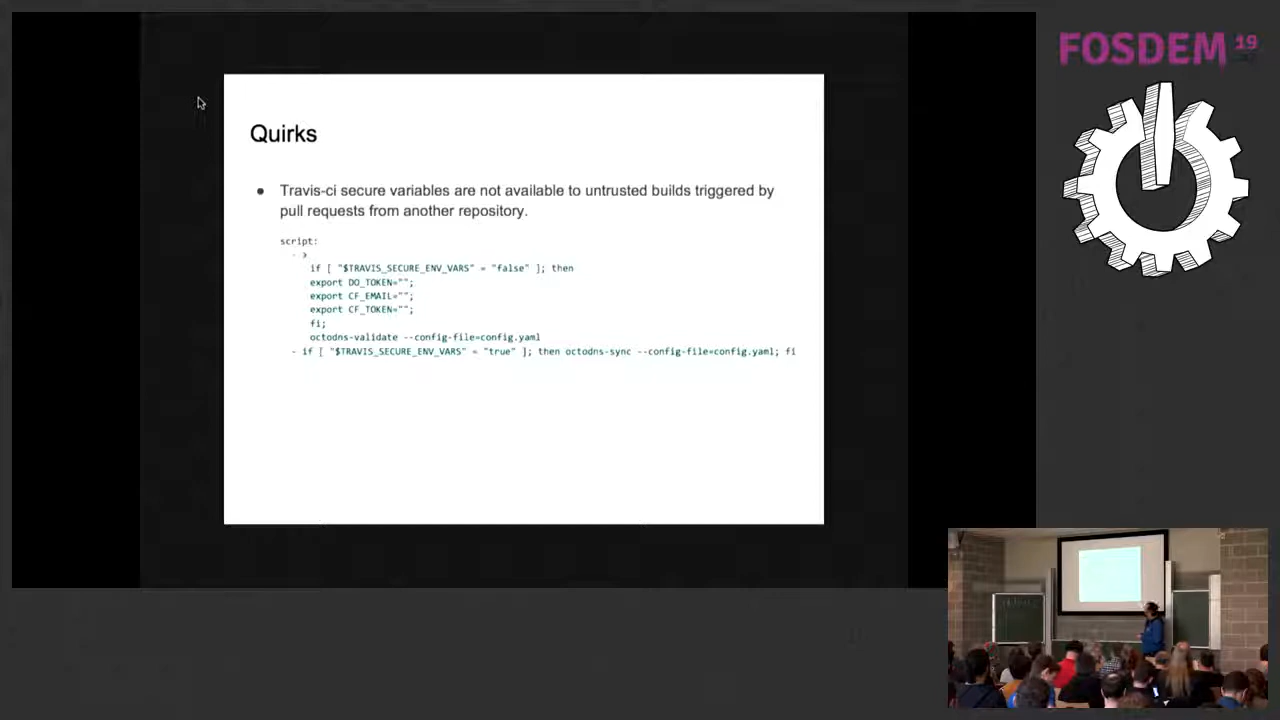 FOSDEM 19
Quirks
● Travis-ci secure variables are not available to untrusted builds triggered by
pull requests from another repository.
script:
- >
if [ "$TRAVIS_SECURE_ENV_VARS" = "false" ]; then
export DO_TOKEN="";
export CF_EMAIL="";
export CF_TOKEN="";
fi;
octodns-validate --config-file=config.yaml
- if [ "$TRAVIS_SECURE_ENV_VARS" = "true" ]; then octodns-sync --config-file=config.yaml; fi